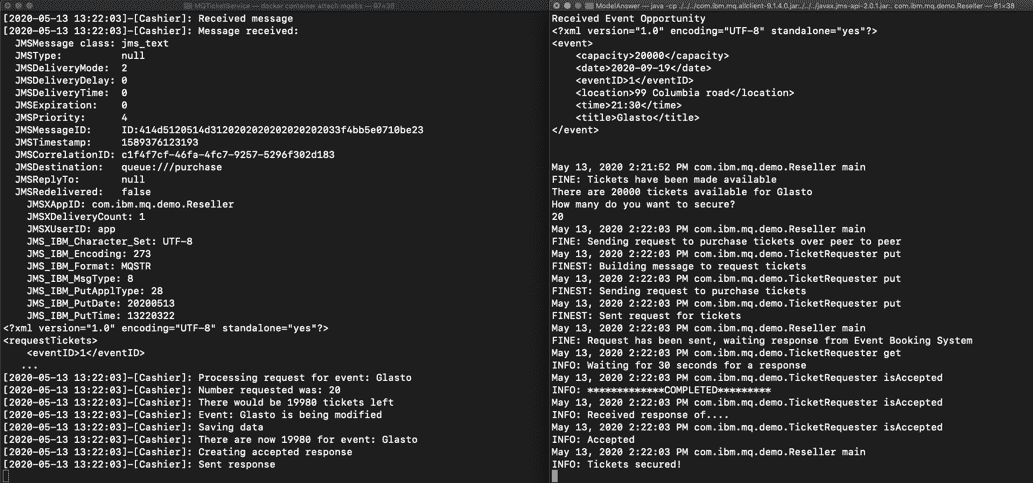 MQTicketService — docker container attach mqebs — 97×38
[2020-05-13 13:22:03]-[Cashier]: Received message
[2020-05-13 13:22:03]-[Cashier]: Message received:
  JMSMessage class: jms_text
  JMSType:          null
  JMSDeliveryMode:  2
  JMSDeliveryDelay: 0
  JMSDeliveryTime:  0
  JMSExpiration:    0
  JMSPriority:      4
  JMSMessageID:     ID:414d5120514d312020202020202020202033f4bb5e0710be23
  JMSTimestamp:     1589376123193
  JMSCorrelationID: c1f4f7cf-46fa-4fc7-9257-5296f302d183
  JMSDestination:   queue:///purchase
  JMSReplyTo:       null
  JMSRedelivered:   false
    JMSXAppID: com.ibm.mq.demo.Reseller
    JMSXDeliveryCount: 1
    JMSXUserID: app
    JMS_IBM_Character_Set: UTF-8
    JMS_IBM_Encoding: 273
    JMS_IBM_Format: MQSTR
    JMS_IBM_MsgType: 8
    JMS_IBM_PutApplType: 28
    JMS_IBM_PutDate: 20200513
    JMS_IBM_PutTime: 13220322
<?xml version="1.0" encoding="UTF-8" standalone="yes"?>
<requestTickets>
    <eventID>1</eventID>
   ...
[2020-05-13 13:22:03]-[Cashier]: Processing request for event: Glasto
[2020-05-13 13:22:03]-[Cashier]: Number requested was: 20
[2020-05-13 13:22:03]-[Cashier]: There would be 19980 tickets left
[2020-05-13 13:22:03]-[Cashier]: Event: Glasto is being modified
[2020-05-13 13:22:03]-[Cashier]: Saving data
[2020-05-13 13:22:03]-[Cashier]: There are now 19980 for event: Glasto
[2020-05-13 13:22:03]-[Cashier]: Creating accepted response
[2020-05-13 13:22:03]-[Cashier]: Sent response
ModelAnswer — java -cp ./../../com.ibm.mq.allclient-9.1.4.0.jar:./../../javax.jms-api-2.0.1.jar:. com.ibm.mq.demo.Reseller — 81×38
Received Event Opportunity
<?xml version="1.0" encoding="UTF-8" standalone="yes"?>
<event>
    <capacity>20000</capacity>
    <date>2020-09-19</date>
    <eventID>1</eventID>
    <location>99 Columbia road</location>
    <time>21:30</time>
    <title>Glasto</title>
</event>
May 13, 2020 2:21:52 PM com.ibm.mq.demo.Reseller main
FINE: Tickets have been made available
There are 20000 tickets available for Glasto
How many do you want to secure?
20
May 13, 2020 2:22:03 PM com.ibm.mq.demo.Reseller main
FINE: Sending request to purchase tickets over peer to peer
May 13, 2020 2:22:03 PM com.ibm.mq.demo.TicketRequester put
FINEST: Building message to request tickets
May 13, 2020 2:22:03 PM com.ibm.mq.demo.TicketRequester put
FINEST: Sending request to purchase tickets
May 13, 2020 2:22:03 PM com.ibm.mq.demo.TicketRequester put
FINEST: Sent request for tickets
May 13, 2020 2:22:03 PM com.ibm.mq.demo.Reseller main
FINE: Request has been sent, waiting response from Event Booking System
May 13, 2020 2:22:03 PM com.ibm.mq.demo.TicketRequester get
INFO: Waiting for 30 seconds for a response
May 13, 2020 2:22:03 PM com.ibm.mq.demo.TicketRequester isAccepted
INFO: *************COMPLETED*********
May 13, 2020 2:22:03 PM com.ibm.mq.demo.TicketRequester isAccepted
INFO: Received response of....
May 13, 2020 2:22:03 PM com.ibm.mq.demo.TicketRequester isAccepted
INFO: Accepted
May 13, 2020 2:22:03 PM com.ibm.mq.demo.Reseller main
INFO: Tickets secured!